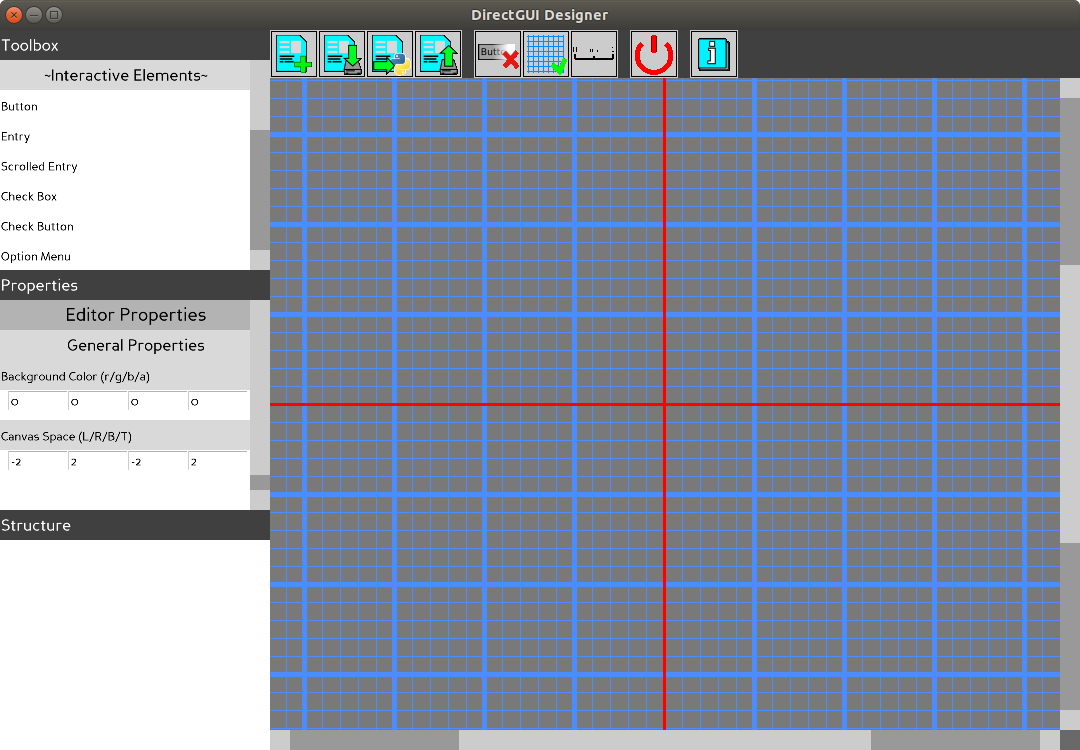 DirectGUI Designer
Toolbox
~Interactive Elements~
Button
Entry
Scrolled Entry
Check Box
Check Button
Option Menu
Properties
Editor Properties
General Properties
Background Color (r/g/b/a)
0 0 0 0
Canvas Space (L/R/B/T)
-2 2 -2 2
Structure